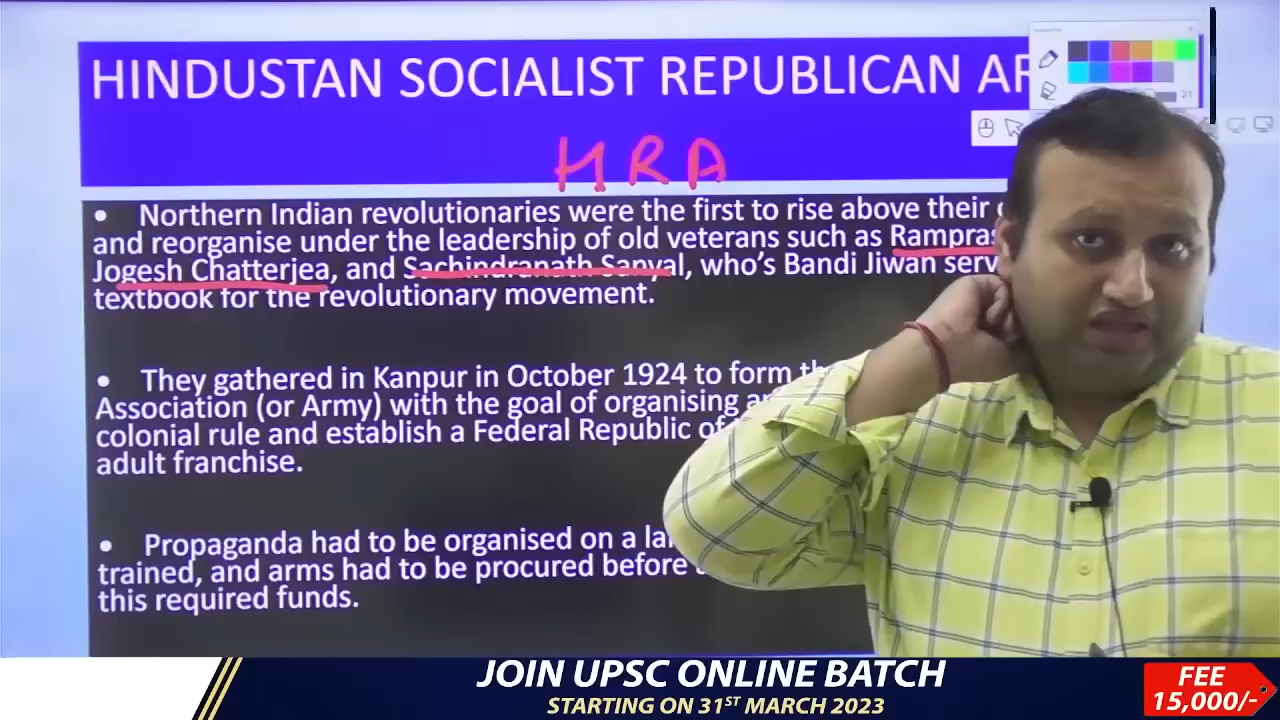 HINDUSTAN SOCIALIST REPUBLICAN AR
21
HRA
• Northern Indian revolutionaries were the first to rise above their
and reorganise under the leadership of old veterans such as Rampras
Jogesh Chatterjea, and Sachindranath Sanyal, who's Bandi Jiwan serv
textbook for the revolutionary movement.
• They gathered in Kanpur in October 1924 to form
Association (or Army) with the goal of organising
colonial rule and establish a Federal Republic of
adult franchise.
• Propaganda had to be organised on a
trained, and arms had to be procured before
this required funds.
JOIN UPSC ONLINE BATCH
STARTING ON 31ST MARCH 2023
FEE
15,000/-